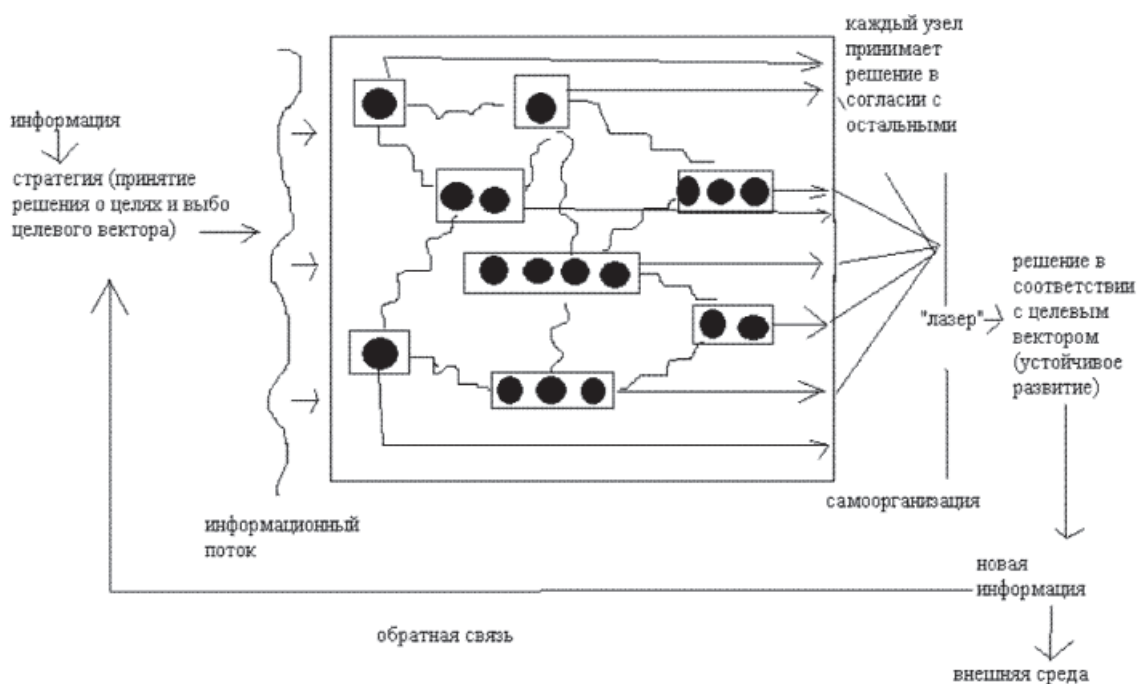 информация
стратегия (принятие
решения о целях и выбо
целевого вектора)
информационный
поток
каждый узел
принимает
решение в
согласии с
остальными
"лазер"
самоорганизация
решение в
соответствии
с целевым
вектором
(устойчивое
развитие)
новая
информация
обратная связь
внешняя среда